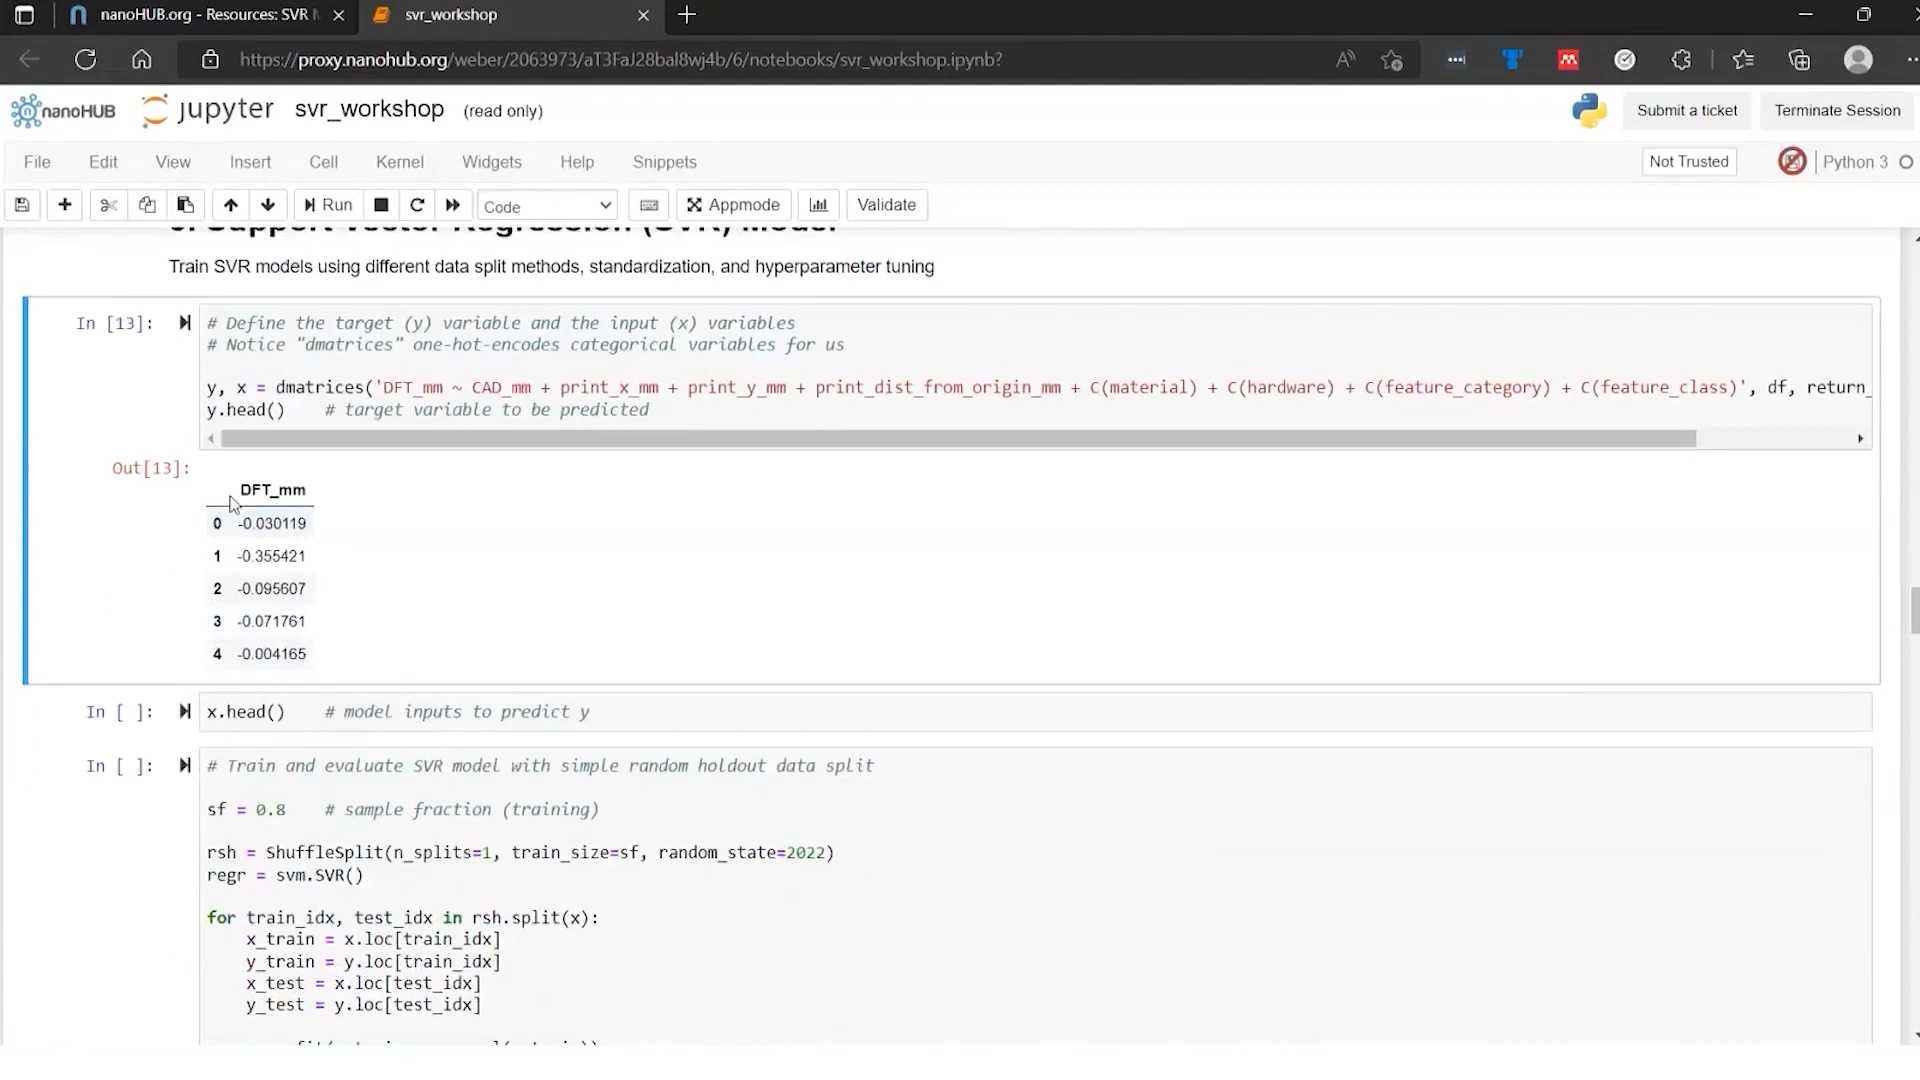 nanoHUB.org - Resources: SVR
svr_workshop
https://proxy.nanohub.org/weber/2063973/aT3FaJ28bal8wj4b/6/notebooks/svr_workshop.ipynb?
nanoHUB
jupyter svr_workshop (read only)
Submit a ticket
Terminate Session
File Edit View Insert Cell Kernel Widgets Help Snippets
Not Trusted
Python 3
Run
Code
Appmode
Validate
Support Vector Regression (SVR) Model
Train SVR models using different data split methods, standardization, and hyperparameter tuning
In [13]: # Define the target (y) variable and the input (x) variables
# Notice "dmatrices" one-hot-encodes categorical variables for us
y, x = dmatrices('DFT_mm ~ CAD_mm + print_x_mm + print_y_mm + print_dist_from_origin_mm + C(material) + C(hardware) + C(feature_category) + C(feature_class)', df, return_
y.head() # target variable to be predicted
Out[13]:
DFT_mm
0 -0.030119
1 -0.355421
2 -0.095607
3 -0.071761
4 -0.004165
In [ ]: x.head() # model inputs to predict y
In [ ]: # Train and evaluate SVR model with simple random holdout data split
sf = 0.8 # sample fraction (training)
rsh = ShuffleSplit(n_splits=1, train_size=sf, random_state=2022)
regr = svm.SVR()
for train_idx, test_idx in rsh.split(x):
x_train = x.loc[train_idx]
y_train = y.loc[train_idx]
x_test = x.loc[test_idx]
y_test = y.loc[test_idx]